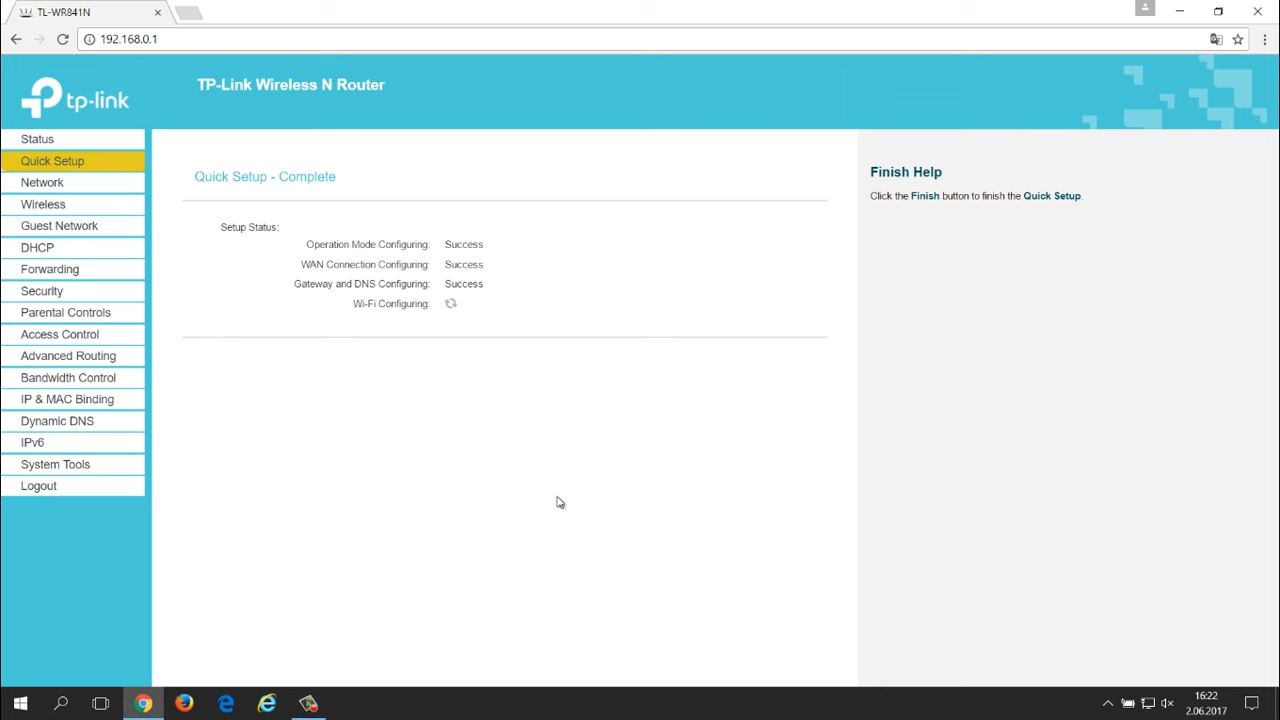 TL-WR841N
192.168.0.1
tp-link
TP-Link Wireless N Router
Status
Quick Setup
Network
Wireless
Guest Network
DHCP
Forwarding
Security
Parental Controls
Access Control
Advanced Routing
Bandwidth Control
IP & MAC Binding
Dynamic DNS
IPv6
System Tools
Logout
Quick Setup - Complete
Setup Status:
Operation Mode Configuring: Success
WAN Connection Configuring: Success
Gateway and DNS Configuring: Success
Wi-Fi Configuring:
Finish Help
Click the Finish button to finish the Quick Setup.
16:22
2.06.2017